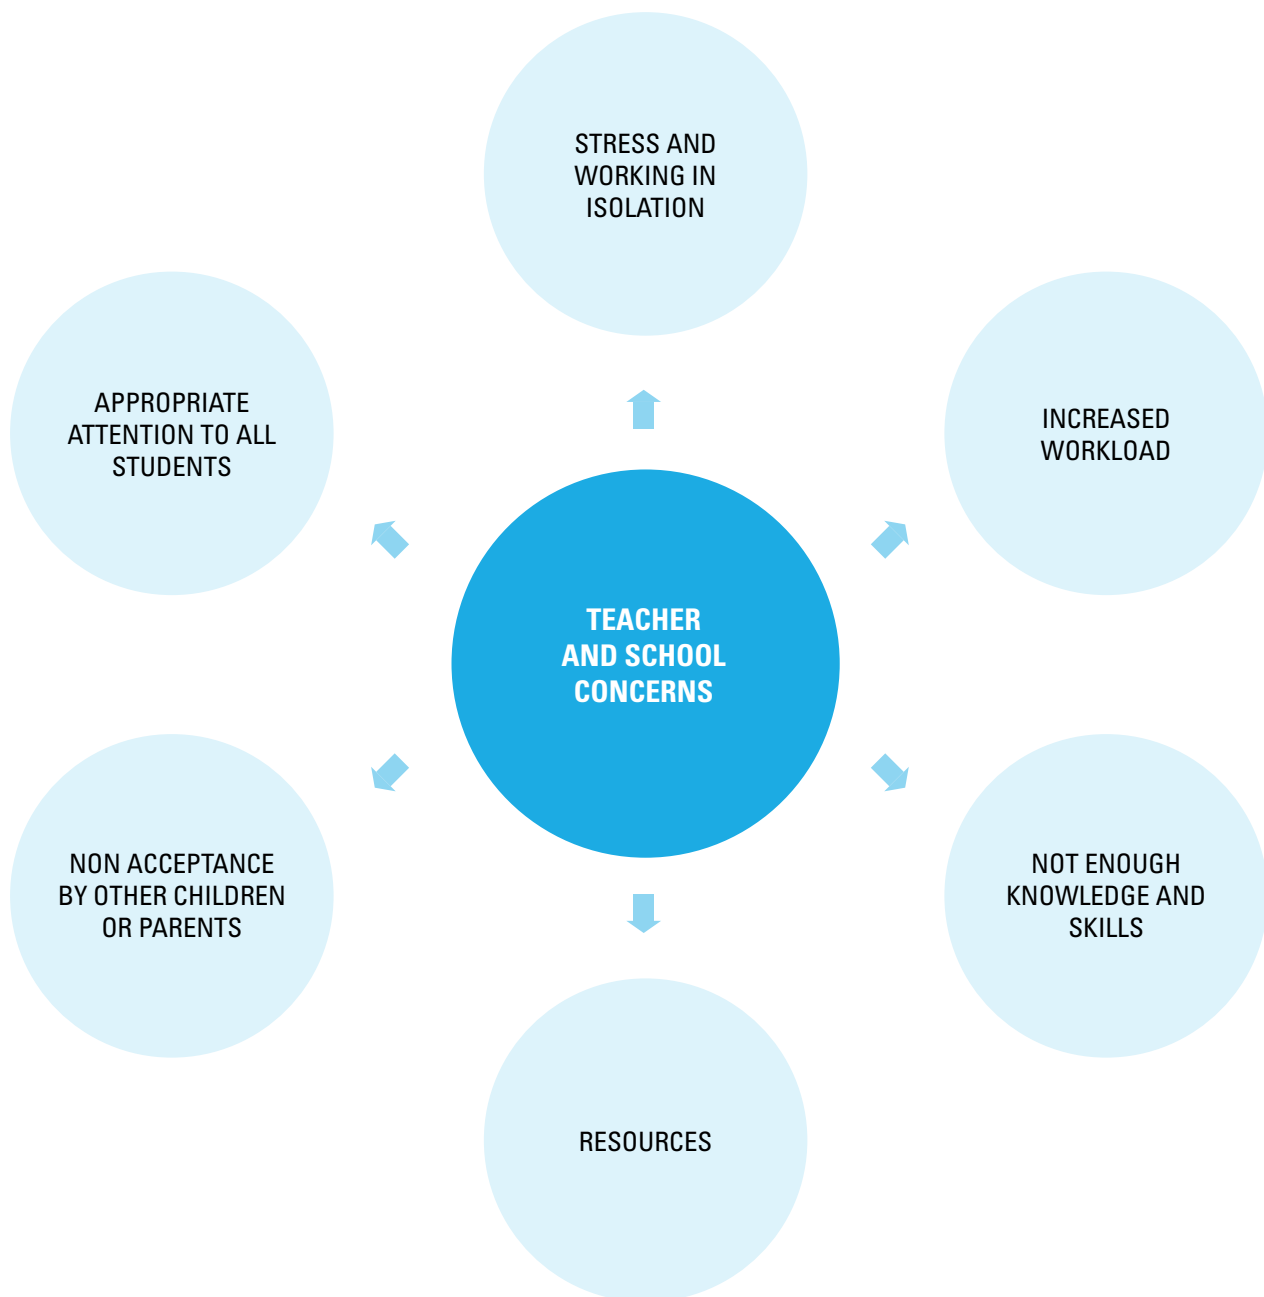 STRESS AND
WORKING IN
ISOLATION
APPROPRIATE
ATTENTION TO ALL
STUDENTS
INCREASED
WORKLOAD
TEACHER
AND SCHOOL
CONCERNS
NON ACCEPTANCE
BY OTHER CHILDREN
OR PARENTS
NOT ENOUGH
KNOWLEDGE AND
SKILLS
RESOURCES